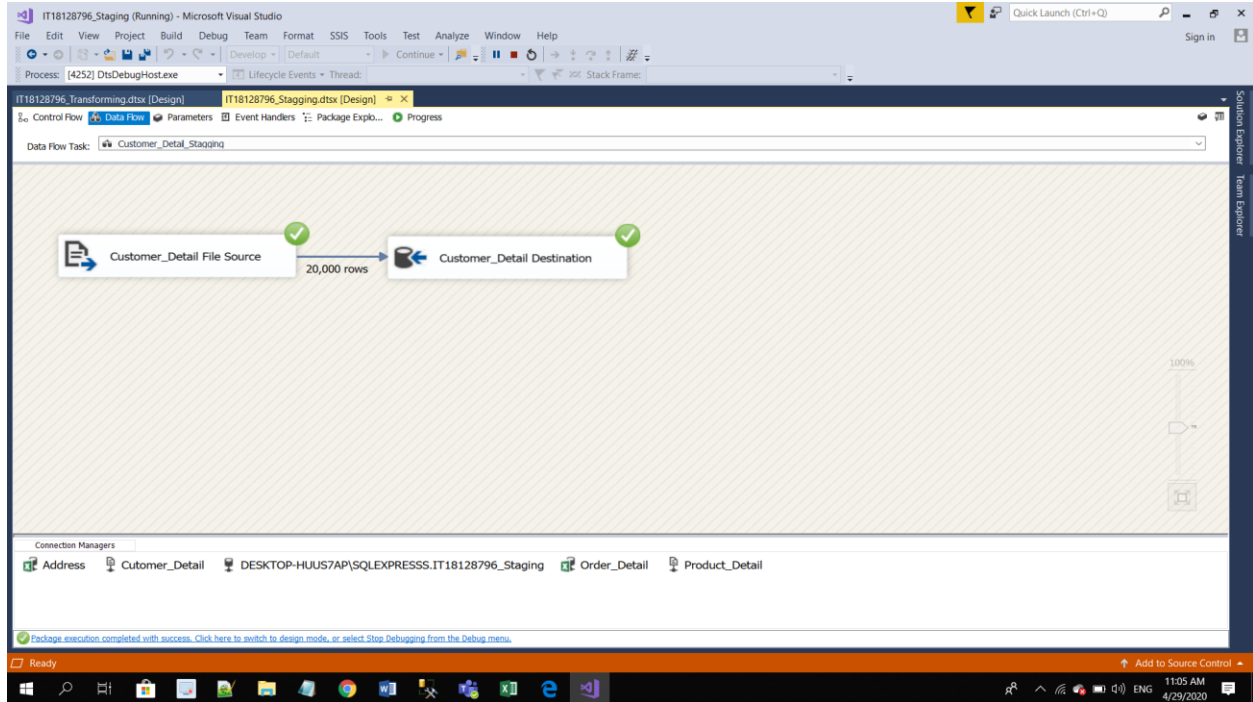 IT18128796_Staging (Running) - Microsoft Visual Studio
Quick Launch (Ctrl+Q)
File Edit View Project Build Debug Team Format SSIS Tools Test Analyze Window Help
Sign in
Develop Default Continue
Process: [4252] DtsDebugHost.exe Lifecycle Events Thread: Stack Frame:
IT18128796_Transforming.dtsx [Design] IT18128796_Stagging.dtsx [Design]
Control Flow Data Flow Parameters Event Handlers Package Explo... Progress
Data Flow Task: Customer_Detal_Stagging
Solution Explorer
Team Explorer
Customer_Detail File Source
20,000 rows
Customer_Detail Destination
100%
Connection Managers
Address Cutomer_Detail DESKTOP-HUUS7AP\SQLEXPRESSS.IT18128796_Staging Order_Detail Product_Detail
Package execution completed with success. Click here to switch to design mode, or select Stop Debugging from the Debug menu.
Ready
Add to Source Control
ENG
11:05 AM
4/29/2020